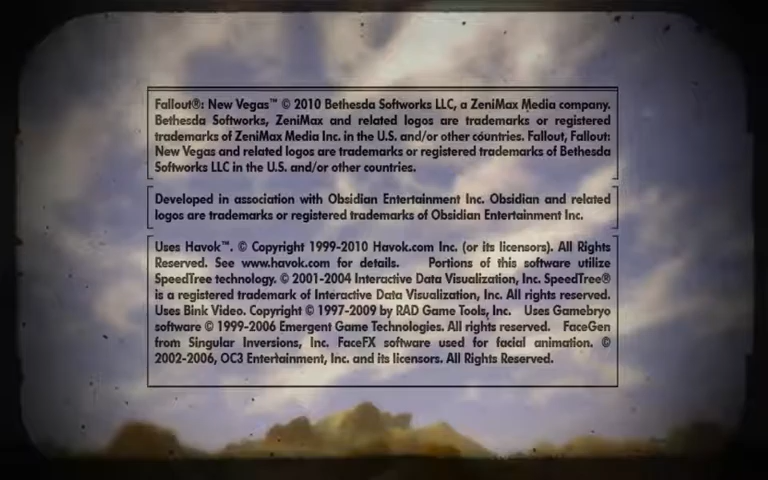 Fallout®: New Vegas™ © 2010 Bethesda Softworks LLC, a ZeniMax Media company.
Bethesda Softworks, ZeniMax and related logos are trademarks or registered
trademarks of ZeniMax Media Inc. in the U.S. and/or other countries. Fallout, Fallout:
New Vegas and related logos are trademarks or registered trademarks of Bethesda
Softworks LLC in the U.S. and/or other countries.
Developed in association with Obsidian Entertainment Inc. Obsidian and related
logos are trademarks or registered trademarks of Obsidian Entertainment Inc.
Uses Havok™. © Copyright 1999-2010 Havok.com Inc. (or its licensors). All Rights
Reserved. See www.havok.com for details. Portions of this software utilize
SpeedTree technology. © 2001-2004 Interactive Data Visualization, Inc. SpeedTree®
is a registered trademark of Interactive Data Visualization, Inc. All rights reserved.
Uses Bink Video. Copyright © 1997-2009 by RAD Game Tools, Inc. Uses Gamebryo
software © 1999-2006 Emergent Game Technologies. All rights reserved. FaceGen
from Singular Inversions, Inc. FaceFX software used for facial animation. ©
2002-2006, OC3 Entertainment, Inc. and its licensors. All Rights Reserved.